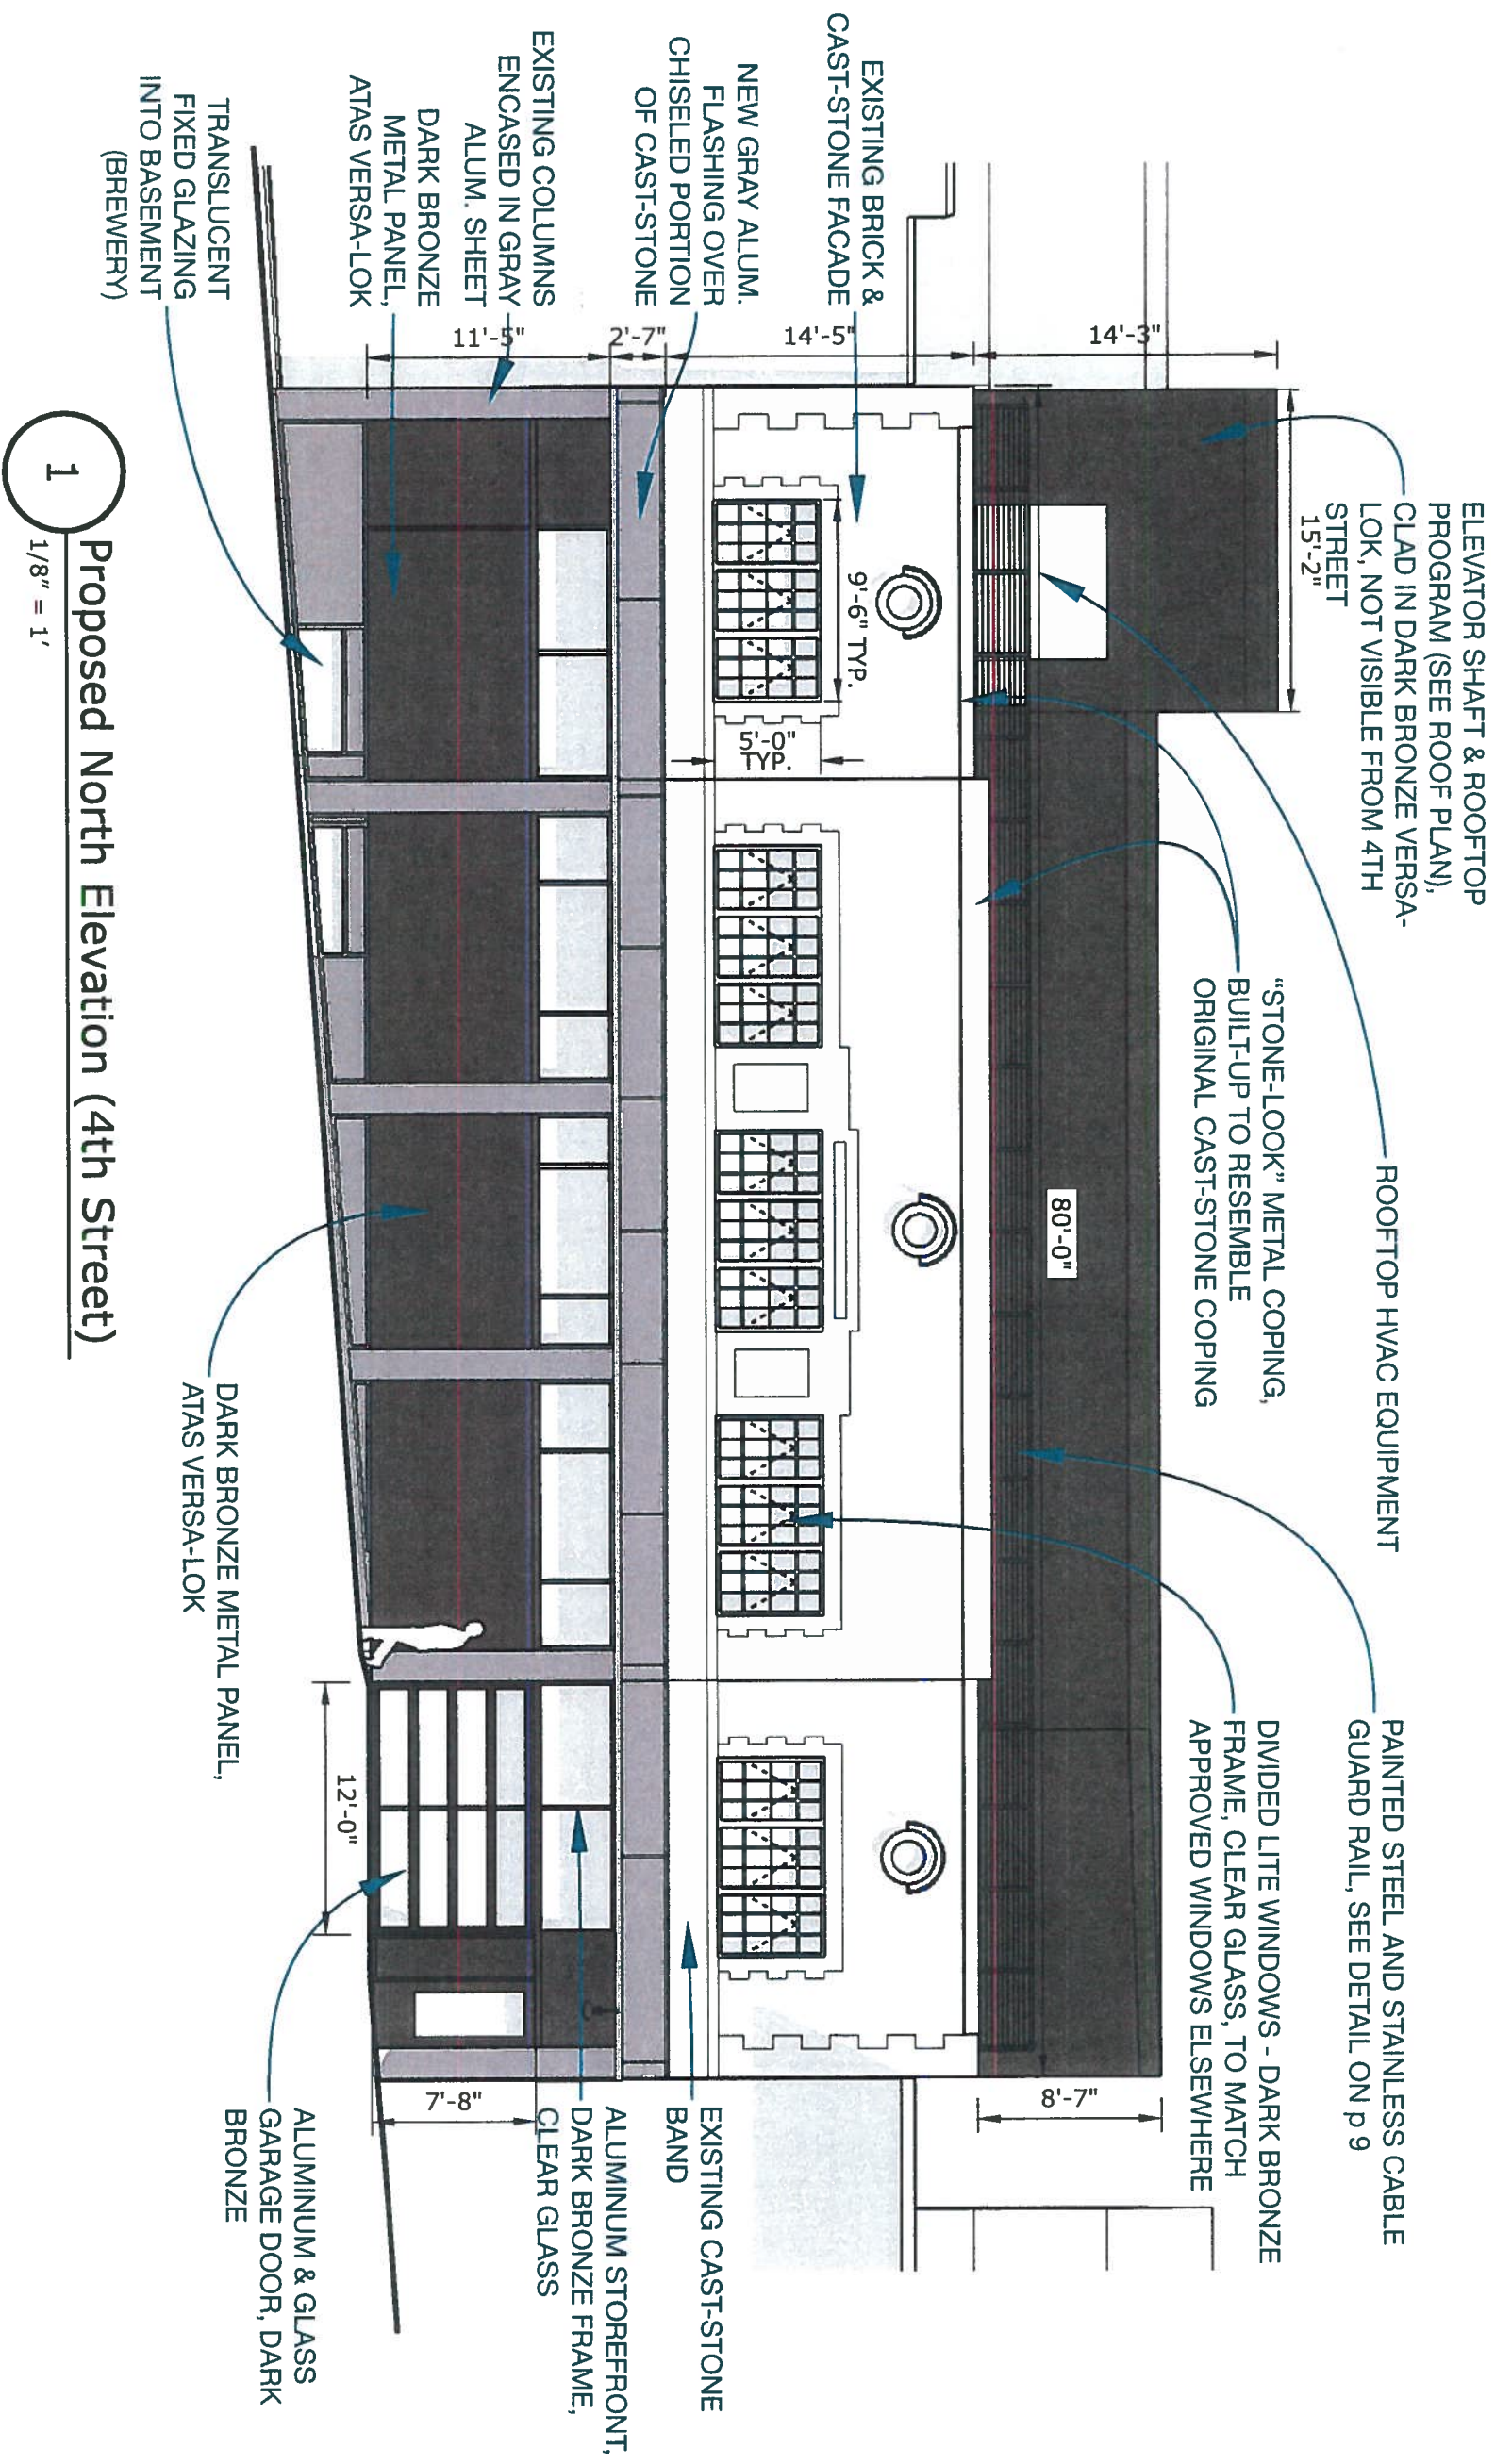 ELEVATOR SHAFT & ROOFTOP
PROGRAM (SEE ROOF PLAN),
CLAD IN DARK BRONZE VERSA-
LOK, NOT VISIBLE FROM 4TH
STREET
15'-2"
ROOFTOP HVAC EQUIPMENT
"STONE-LOOK" METAL COPING,
BUILT-UP TO RESEMBLE
ORIGINAL CAST-STONE COPING
PAINTED STEEL AND STAINLESS CABLE
GUARD RAIL, SEE DETAIL ON p 9
DIVIDED LITE WINDOWS - DARK BRONZE
FRAME, CLEAR GLASS, TO MATCH
APPROVED WINDOWS ELSEWHERE
14'-3"
80'-0"
8'-7"
EXISTING BRICK &
CAST-STONE FACADE
14'-5"
9'-6" TYP.
5'-0"
TYP.
NEW GRAY ALUM.
FLASHING OVER
CHISELED PORTION
OF CAST-STONE
2'-7"
EXISTING CAST-STONE
BAND
EXISTING COLUMNS
ENCASED IN GRAY
ALUM. SHEET
11'-5"
DARK BRONZE
METAL PANEL,
ATAS VERSA-LOK
ALUMINUM STOREFRONT,
DARK BRONZE FRAME,
CLEAR GLASS
7'-8"
12'-0"
TRANSLUCENT
FIXED GLAZING
INTO BASEMENT
(BREWERY)
DARK BRONZE METAL PANEL,
ATAS VERSA-LOK
ALUMINUM & GLASS
GARAGE DOOR, DARK
BRONZE
1
Proposed North Elevation (4th Street)
1/8" = 1'